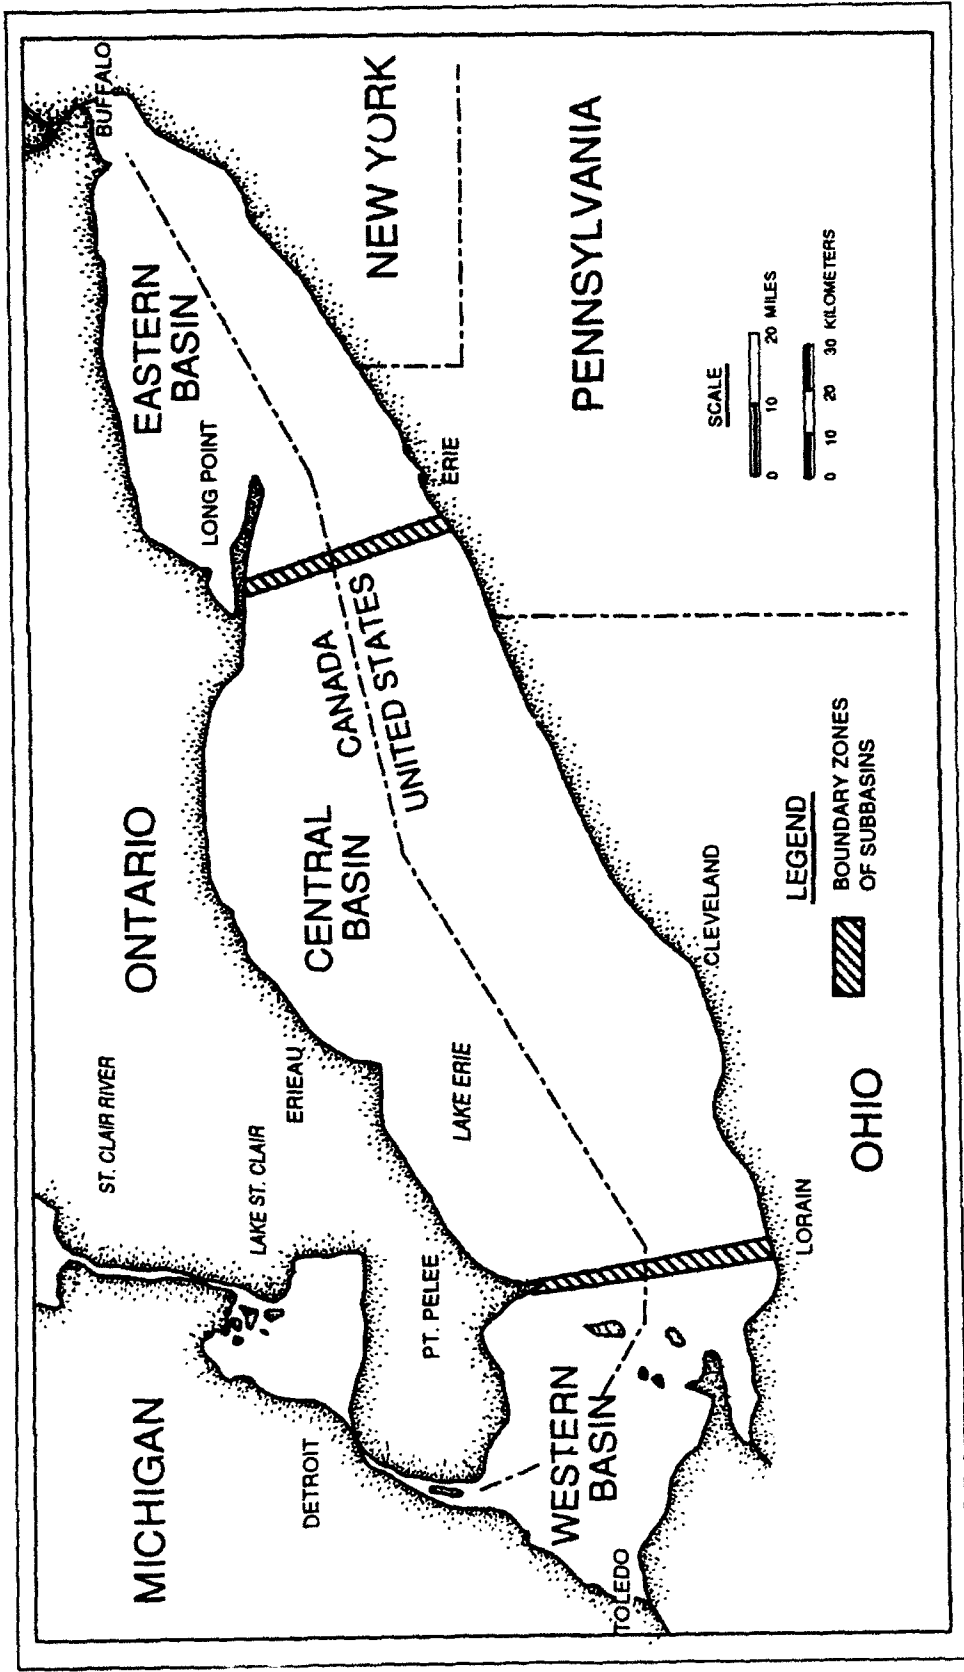 MICHIGAN
ONTARIO
ST. CLAIR RIVER
LAKE ST. CLAIR
DETROIT
ERIEAU
PT. PELEE
LONG POINT
BUFFALO
EASTERN
BASIN
CENTRAL
BASIN
CANADA
UNITED STATES
LAKE ERIE
WESTERN
BASIN
TOLEDO
LORAIN
CLEVELAND
ERIE
NEW YORK
PENNSYLVANIA
OHIO
LEGEND
BOUNDARY ZONES
OF SUBBASINS
SCALE
0 10 20 MILES
0 10 20 30 KILOMETERS